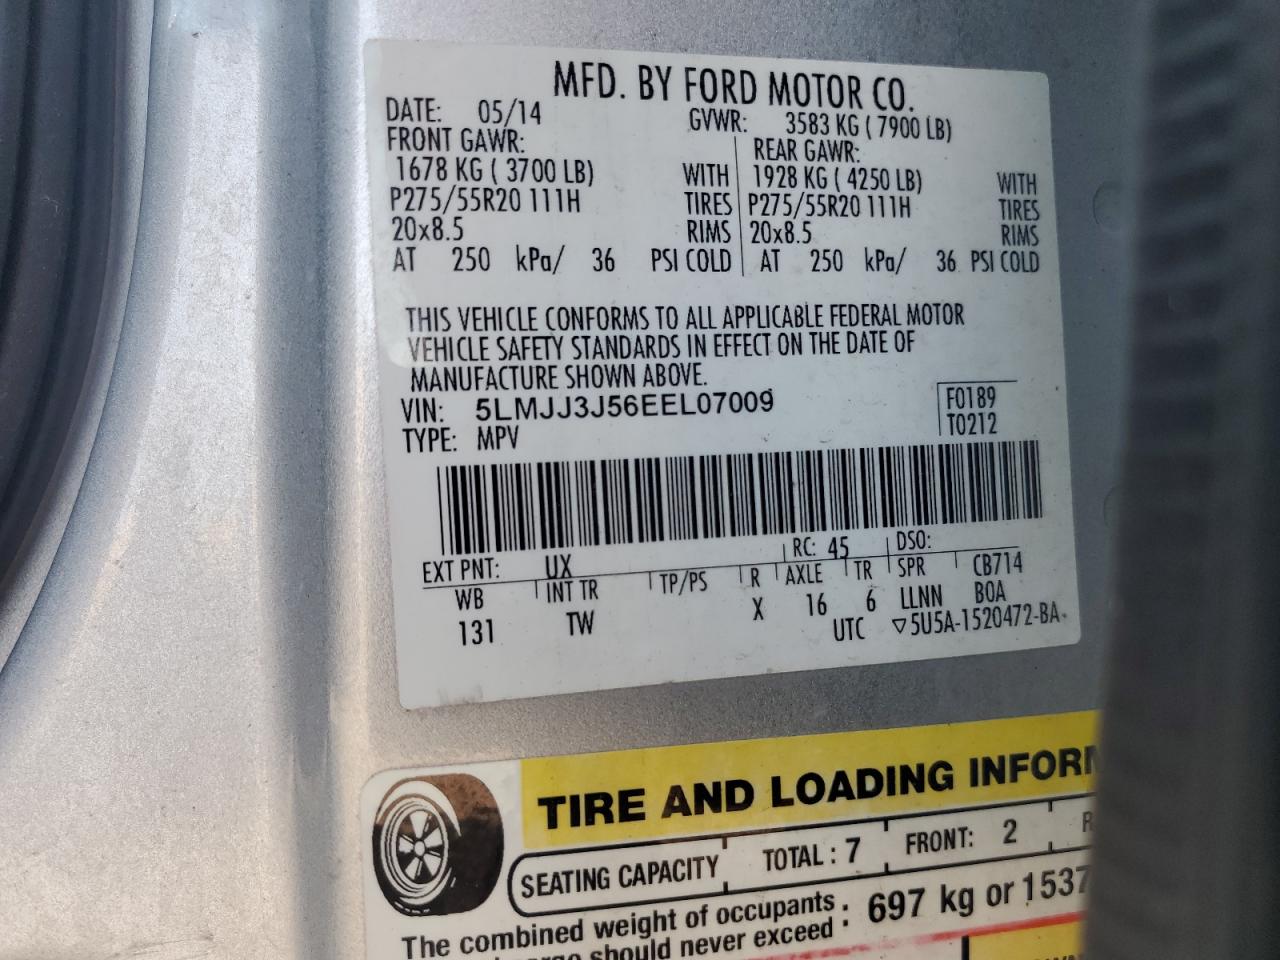 MFD. BY FORD MOTOR CO.
DATE: 05/14 GVWR: 3583 KG ( 7900 LB)
FRONT GAWR: REAR GAWR:
1678 KG ( 3700 LB) WITH 1928 KG ( 4250 LB) WITH
P275/55R20 111H TIRES P275/55R20 111H TIRES
20x8.5 RIMS 20x8.5 RIMS
AT 250 kPa/ 36 PSI COLD AT 250 kPa/ 36 PSI COLD
THIS VEHICLE CONFORMS TO ALL APPLICABLE FEDERAL MOTOR
VEHICLE SAFETY STANDARDS IN EFFECT ON THE DATE OF
MANUFACTURE SHOWN ABOVE.
VIN: 5LMJJ3J56EEL07009 F0189
TYPE: MPV T0212
EXT PNT: UX RC: 45 DSO:
WB INT TR TP/PS R AXLE TR SPR CB714
131 TW X 16 6 LLNN BOA
UTC ▽5U5A-1520472-BA
TIRE AND LOADING INFORM
SEATING CAPACITY TOTAL : 7 FRONT: 2 R
The combined weight of occupants : 697 kg or 1537
should never exceed :